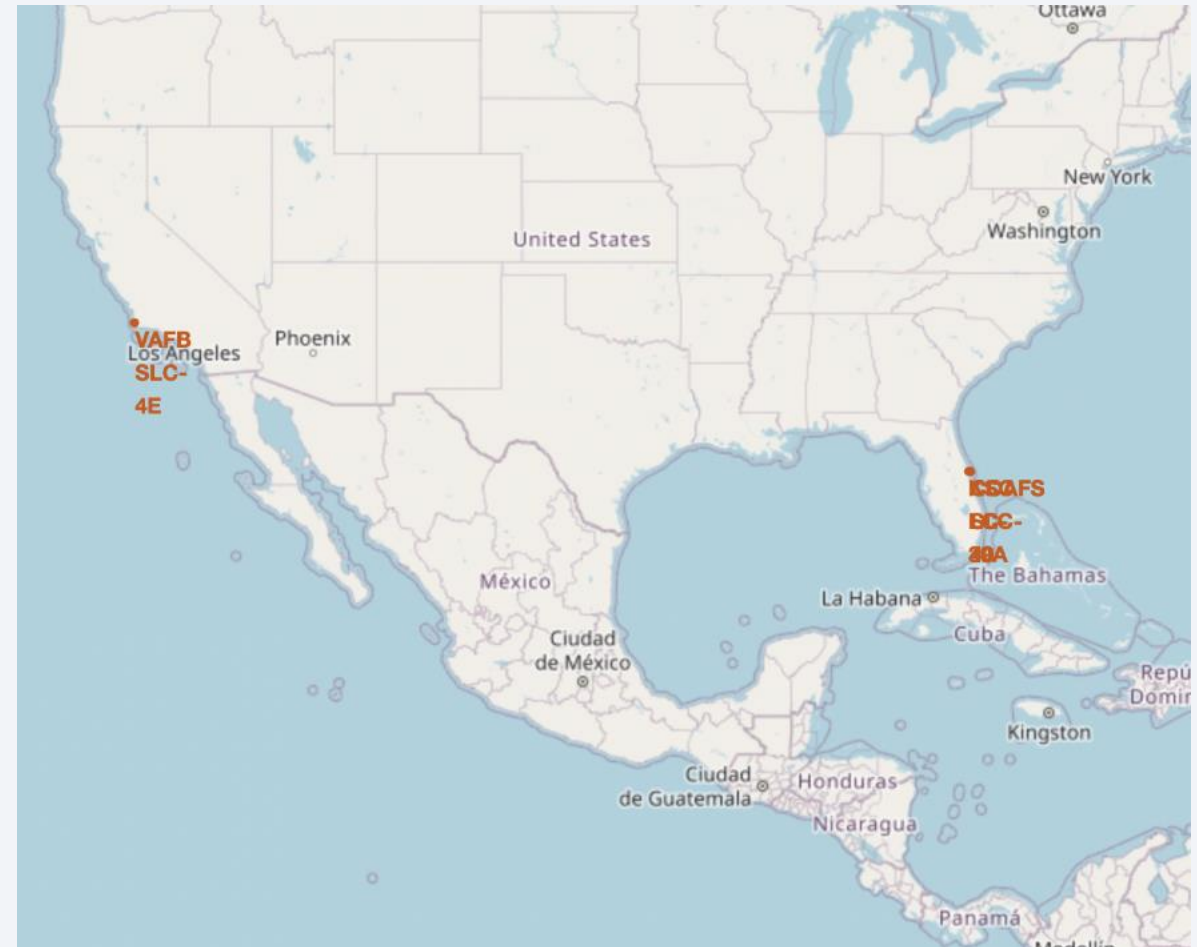 Ottawa
New York
Washington
United States
VAFB
Los Angeles
SLC-
4E
Phoenix
The Bahamas
La Habana
México
Cuba
Ciudad
de México
Repú
Domin
Kingston
Ciudad
de Guatemala
Honduras
Nicaragua
Panamá
Medellín